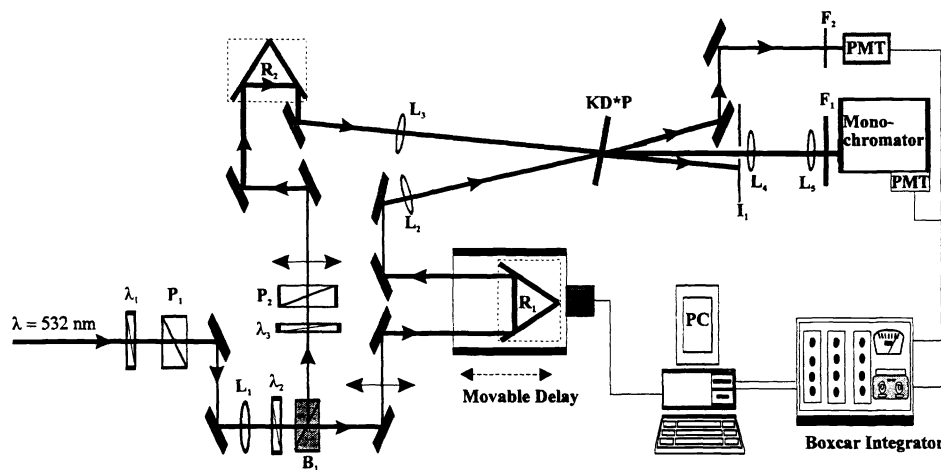 F₂
PMT
R₂
L₃
KD*P
F₁
Mono-
chromator
L₄
L₅
PMT
L₂
I₁
P₂
R₁
λ₁
P₁
λ = 532 nm
λ₃
PC
L₁
λ₂
Movable Delay
B₁
Boxcar Integrator